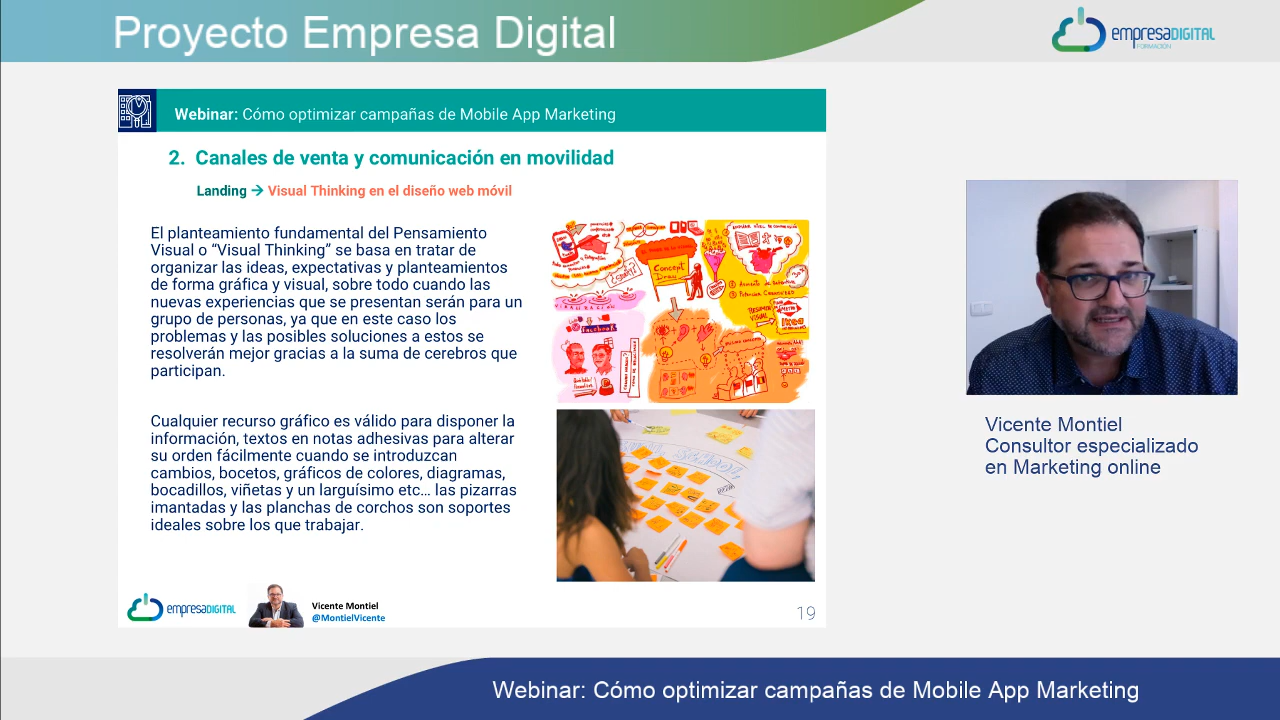 Proyecto Empresa Digital
empresaDIGITAL
FORMACIÓN
Webinar: Cómo optimizar campañas de Mobile App Marketing
2. Canales de venta y comunicación en movilidad
Landing → Visual Thinking en el diseño web móvil
El planteamiento fundamental del Pensamiento
Visual o “Visual Thinking” se basa en tratar de
organizar las ideas, expectativas y planteamientos
de forma gráfica y visual, sobre todo cuando las
nuevas experiencias que se presentan serán para un
grupo de personas, ya que en este caso los
problemas y las posibles soluciones a estos se
resolverán mejor gracias a la suma de cerebros que
participan.
Cualquier recurso gráfico es válido para disponer la
información, textos en notas adhesivas para alterar
su orden fácilmente cuando se introduzcan
cambios, bocetos, gráficos de colores, diagramas,
bocadillos, viñetas y un larguísimo etc... las pizarras
imantadas y las planchas de corchos son soportes
ideales sobre los que trabajar.
Concept
Draw
Facebook
Ikea
empresaDIGITAL
Vicente Montiel
@MontielVicente
19
Vicente Montiel
Consultor especializado
en Marketing online
Webinar: Cómo optimizar campañas de Mobile App Marketing